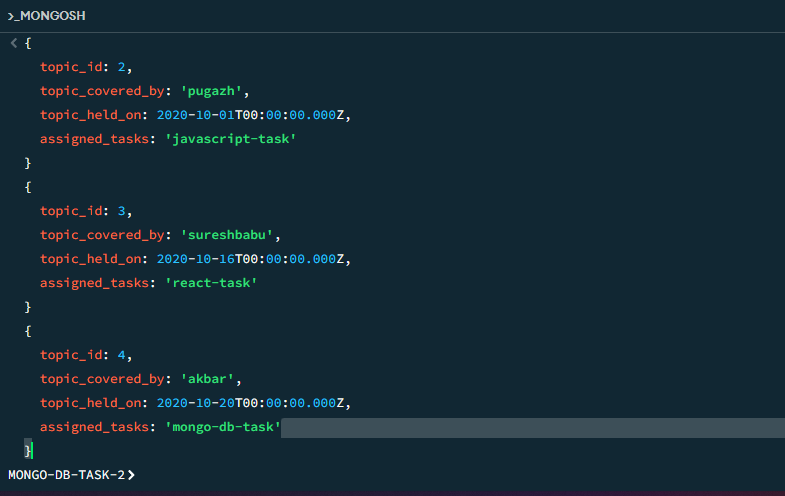 >_MONGOSH
< {
topic_id: 2,
topic_covered_by: 'pugazh',
topic_held_on: 2020-10-01T00:00:00.000Z,
assigned_tasks: 'javascript-task'
}
{
topic_id: 3,
topic_covered_by: 'sureshbabu',
topic_held_on: 2020-10-16T00:00:00.000Z,
assigned_tasks: 'react-task'
}
{
topic_id: 4,
topic_covered_by: 'akbar',
topic_held_on: 2020-10-20T00:00:00.000Z,
assigned_tasks: 'mongo-db-task'
}
MONGO-DB-TASK-2>